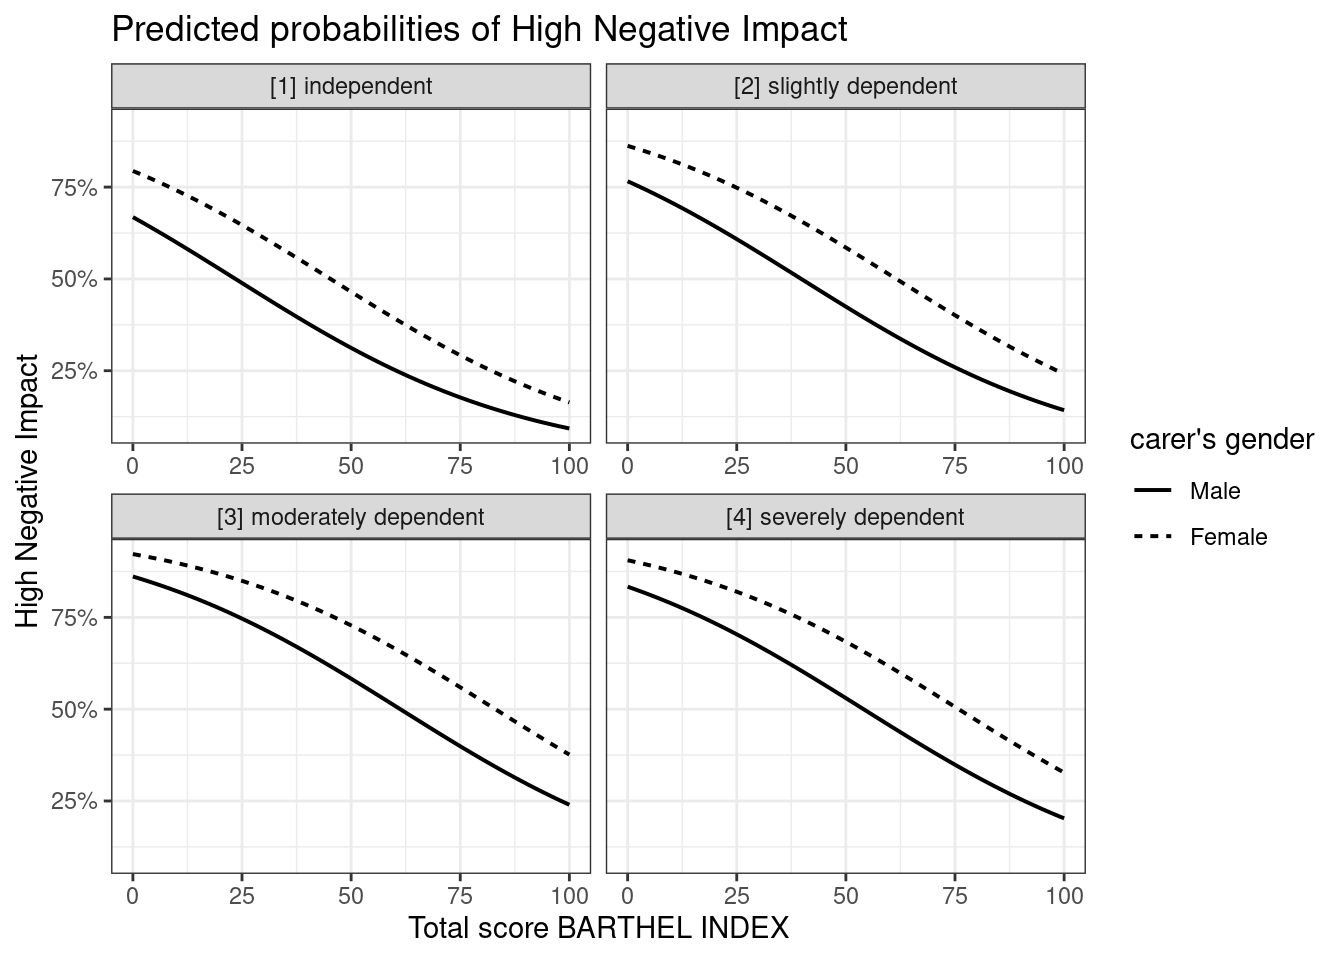 Predicted probabilities of High Negative Impact
[1] independent
[2] slightly dependent
75%
50%
25%
0 25 50 75 100
0 25 50 75 100
[3] moderately dependent
[4] severely dependent
75%
50%
25%
0 25 50 75 100
0 25 50 75 100
High Negative Impact
Total score BARTHEL INDEX
carer's gender
Male
Female